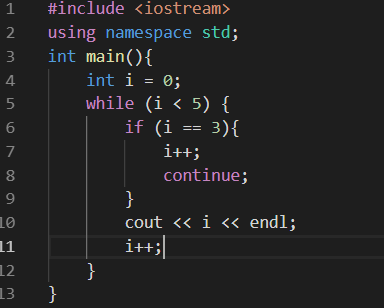 1 #include <iostream>
2 using namespace std;
3 int main(){
4     int i = 0;
5     while (i < 5) {
6         if (i == 3){
7             i++;
8             continue;
9         }
10         cout << i << endl;
11         i++;
12     }
13 }